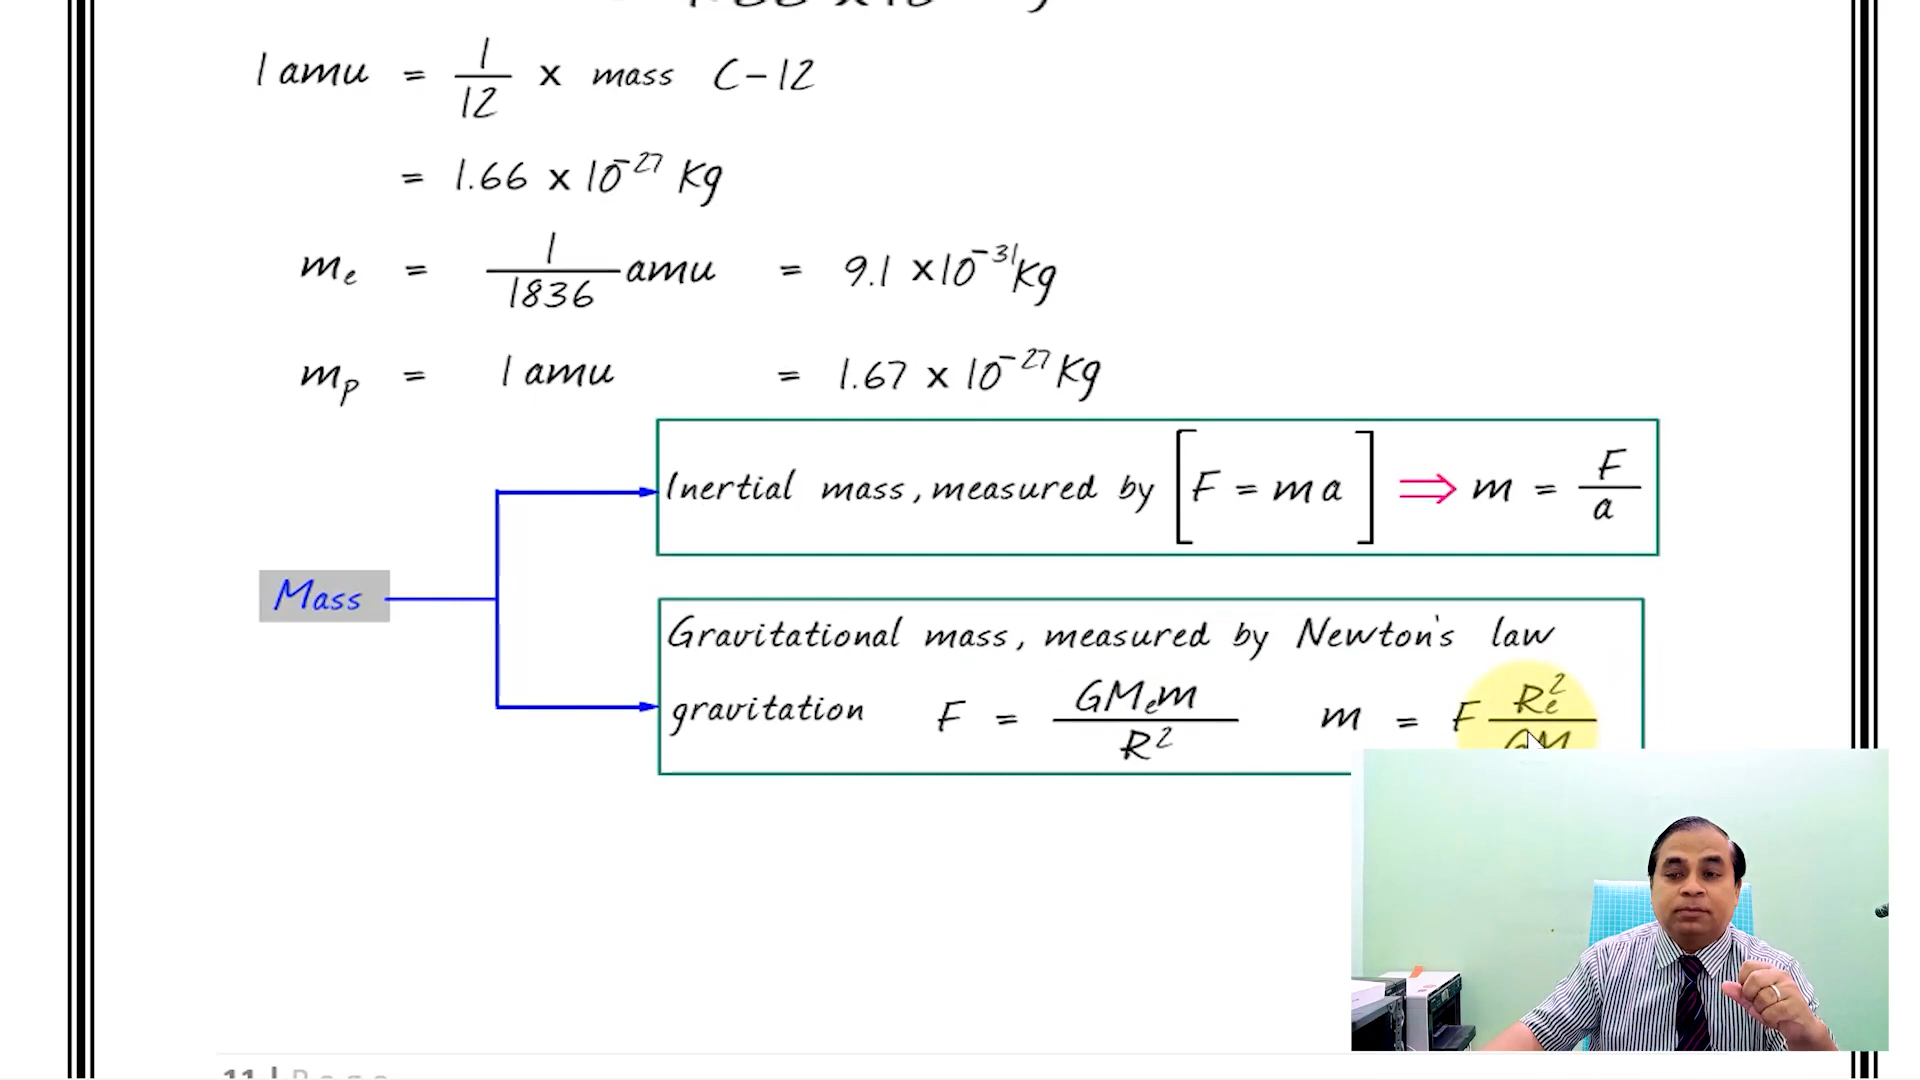 1 amu = 1/12 x mass C-12
= 1.66 x 10^-27 Kg
m_e = 1/1836 amu = 9.1 x 10^-31 Kg
m_p = 1 amu = 1.67 x 10^-27 Kg
Inertial mass, measured by [F = ma] ⇒ m = F/a
Mass
Gravitational mass, measured by Newton's law
gravitation F = GM_em/R^2 m = F R_e^2/GM